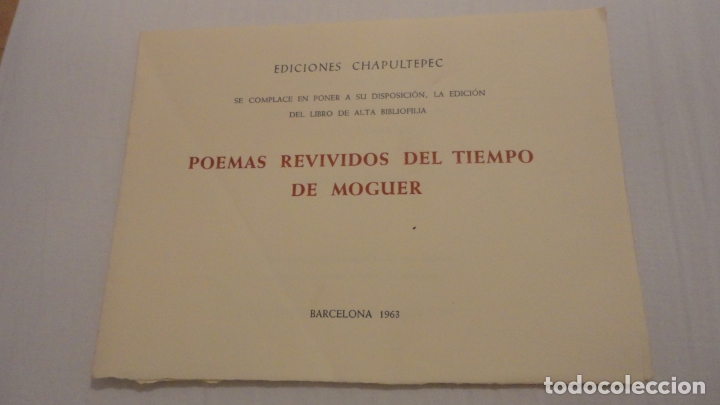 EDICIONES CHAPULTEPEC
SE COMPLACE EN PONER A SU DISPOSICIÓN, LA EDICIÓN
DEL LIBRO DE ALTA BIBLIOFILIA
POEMAS REVIVIDOS DEL TIEMPO
DE MOGUER
BARCELONA 1963
todocoleccion.net